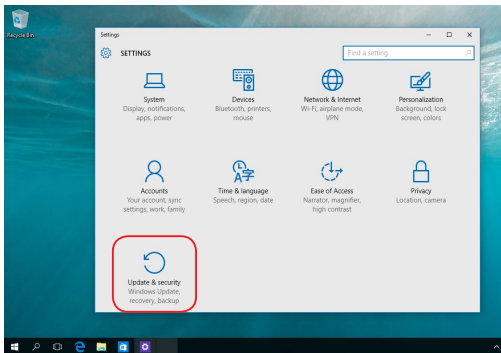 Recycle Bin
Settings
SETTINGS
Find a setting
System
Display, notifications,
apps, power
Devices
Bluetooth, printers,
mouse
Network & Internet
Wi-Fi, airplane mode,
VPN
Personalization
Background, lock
screen, colors
Accounts
Your account, sync
settings, work, family
Time & language
Speech, region, date
Ease of Access
Narrator, magnifier,
high contrast
Privacy
Location, camera
Update & security
Windows Update,
recovery, backup